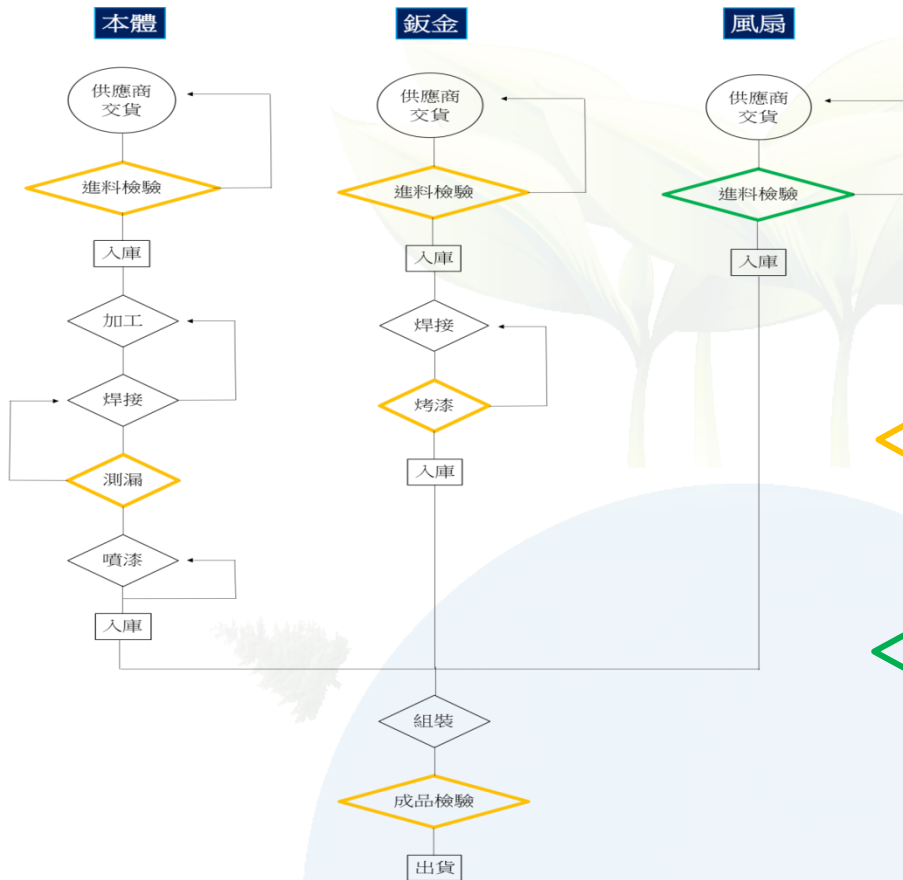 本體
供應商
交貨
進料檢驗
入庫
加工
焊接
測漏
噴漆
入庫
鈑金
供應商
交貨
進料檢驗
入庫
焊接
烤漆
入庫
風扇
供應商
交貨
進料檢驗
入庫
組裝
成品檢驗
出貨